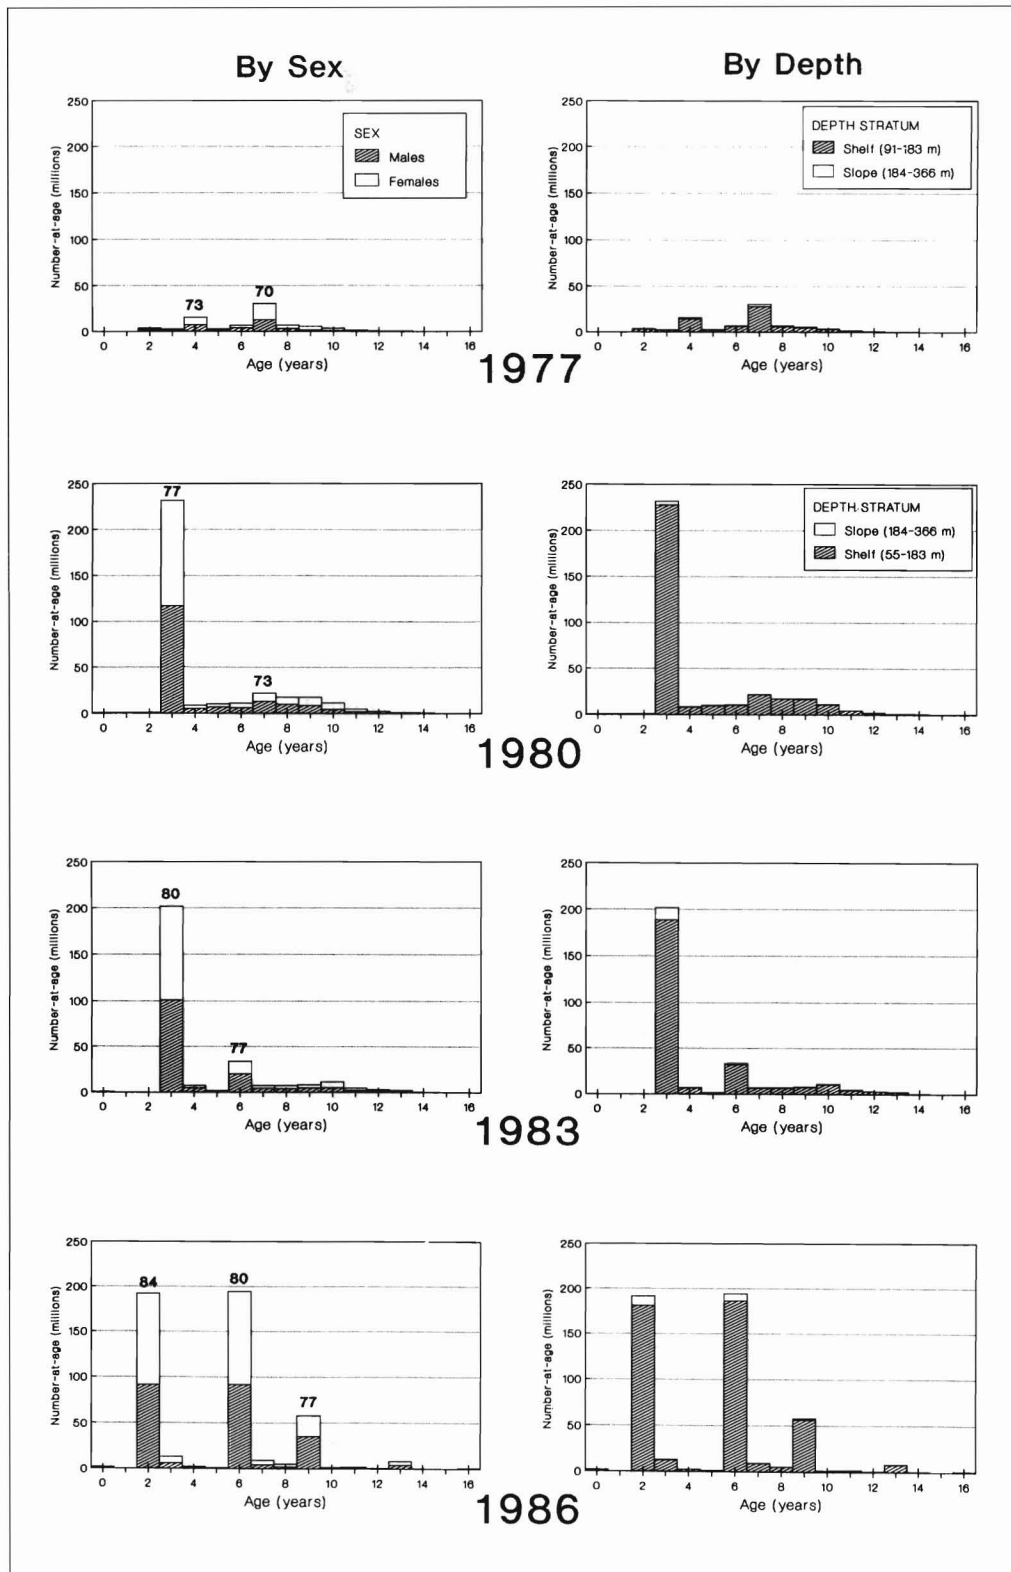 By Sex
By Depth
250
200
150
100
50
0
Number-at-age (millions)
SEX
Males
Females
73
70
0 2 4 6 8 10 12 14 16
Age (years)
250
200
150
100
50
0
Number-at-age (millions)
DEPTH STRATUM
Shelf (91-183 m)
Slope (184-366 m)
0 2 4 6 8 10 12 14 16
Age (years)
1977
250
200
150
100
50
0
Number-at-age (millions)
77
73
0 2 4 6 8 10 12 14 16
Age (years)
250
200
150
100
50
0
Number-at-age (millions)
DEPTH STRATUM
Slope (184-366 m)
Shelf (55-183 m)
0 2 4 6 8 10 12 14 16
Age (years)
1980
250
200
150
100
50
0
Number-at-age (millions)
80
77
0 2 4 6 8 10 12 14 16
Age (years)
250
200
150
100
50
0
Number-at-age (millions)
0 2 4 6 8 10 12 14 16
Age (years)
1983
250
200
150
100
50
0
Number-at-age (millions)
84
80
77
0 2 4 6 8 10 12 14 16
Age (years)
250
200
150
100
50
0
Number-at-age (millions)
0 2 4 6 8 10 12 14 16
Age (years)
1986